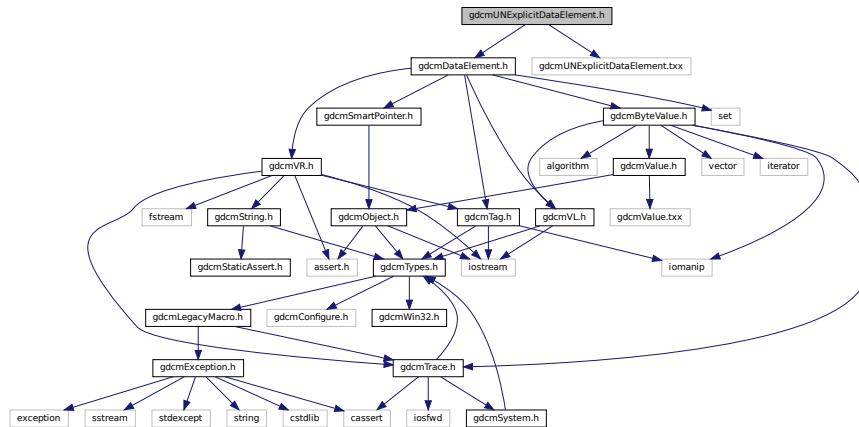 gdcmUNExplicitDataElement.h
gdcmDataElement.h
gdcmUNExplicitDataElement.txx
gdcmSmartPointer.h
gdcmByteValue.h
set
gdcmVR.h
algorithm
gdcmValue.h
vector
iterator
fstream
gdcmString.h
gdcmObject.h
gdcmTag.h
gdcmVL.h
gdcmValue.txx
gdcmStaticAssert.h
assert.h
gdcmTypes.h
iostream
iomanip
gdcmLegacyMacro.h
gdcmConfigure.h
gdcmWin32.h
gdcmException.h
gdcmTrace.h
exception
sstream
stdexcept
string
cstdlib
cassert
iosfwd
gdcmSystem.h